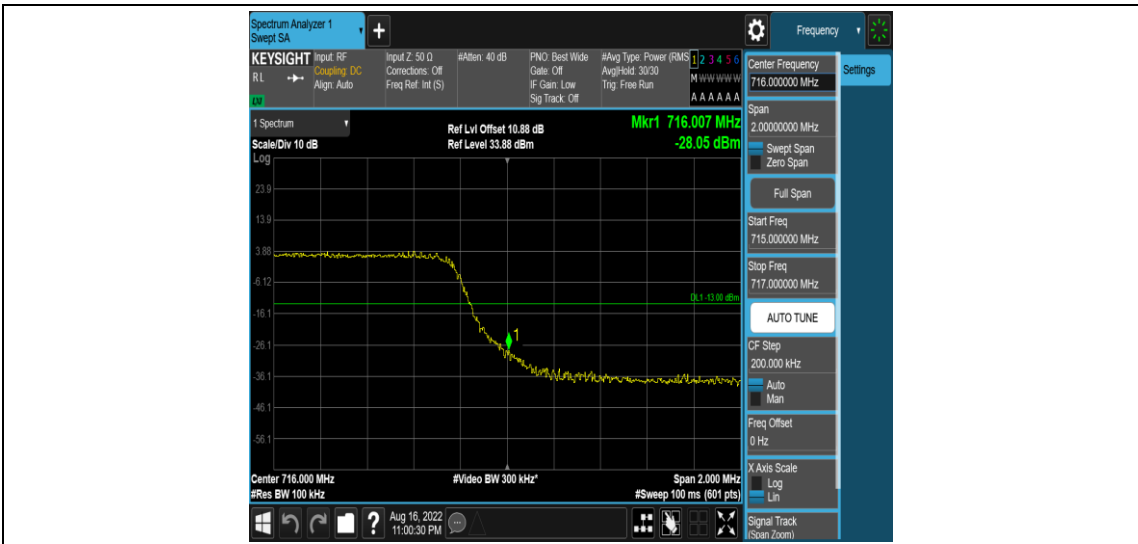 Spectrum Analyzer 1
Swept SA
Frequency
KEYSIGHT Input: RF
Coupling: DC
Align: Auto
RL
Input Z: 50 Ω
Corrections: Off
Freq Ref: Int (S)
#Atten: 40 dB
PNO: Best Wide
Gate: Off
IF Gain: Low
Sig Track: Off
#Avg Type: Power (RMS
Avg|Hold: 30/30
Trig: Free Run
1 2 3 4 5 6
M W W W W W
A A A A A A
1 Spectrum
Scale/Div 10 dB
Log
Ref Lvl Offset 10.88 dB
Ref Level 33.88 dBm
Mkr1 716.007 MHz
-28.05 dBm
23.9
13.9
3.88
-6.12
-16.1
-26.1
-36.1
-46.1
-56.1
DL1 -13.00 dBm
1
Center 716.000 MHz
#Res BW 100 kHz
#Video BW 300 kHz*
Span 2.000 MHz
#Sweep 100 ms (601 pts)
Aug 16, 2022
11:00:30 PM
Center Frequency
716.000000 MHz
Settings
Span
2.00000000 MHz
Swept Span
Zero Span
Full Span
Start Freq
715.000000 MHz
Stop Freq
717.000000 MHz
AUTO TUNE
CF Step
200.000 kHz
Auto
Man
Freq Offset
0 Hz
X Axis Scale
Log
Lin
Signal Track
(Span Zoom)